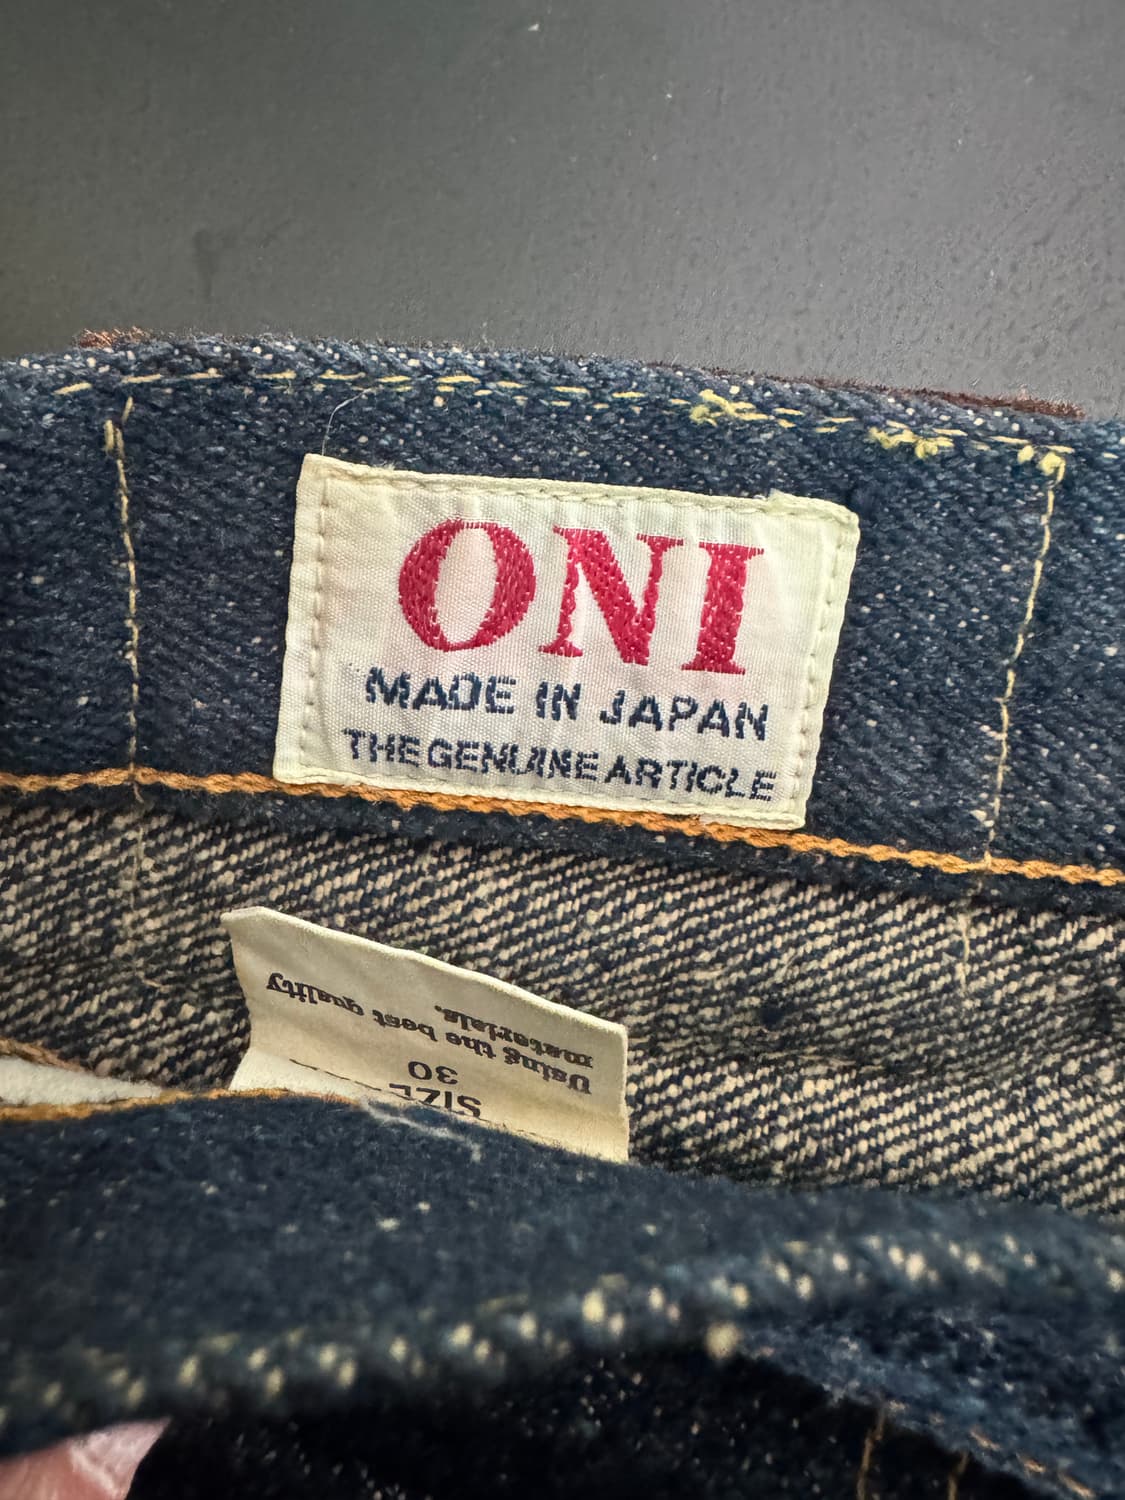 ONI
MADE IN JAPAN
THE GENUINE ARTICLE
SIZE
30
Using the best quality
materials.